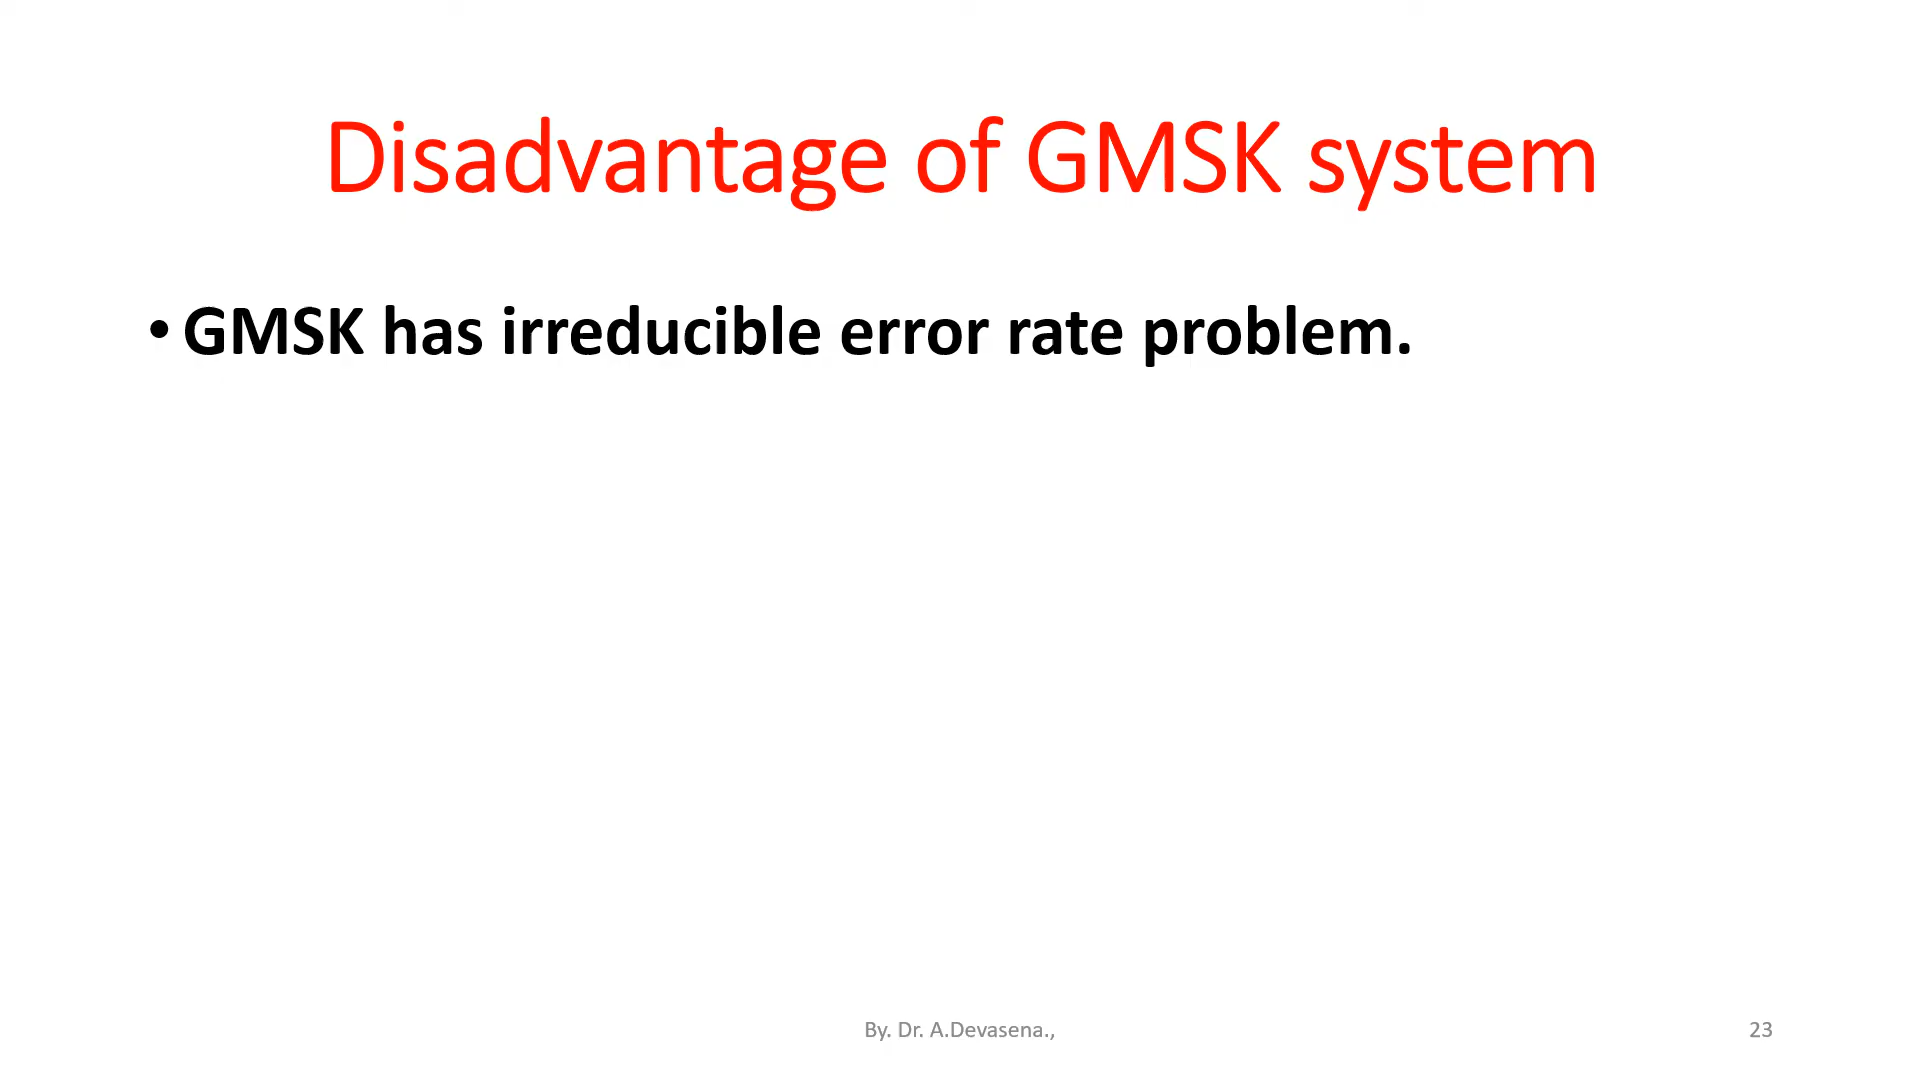 Disadvantage of GMSK system
• GMSK has irreducible error rate problem.
By. Dr. A.Devasena.,
23